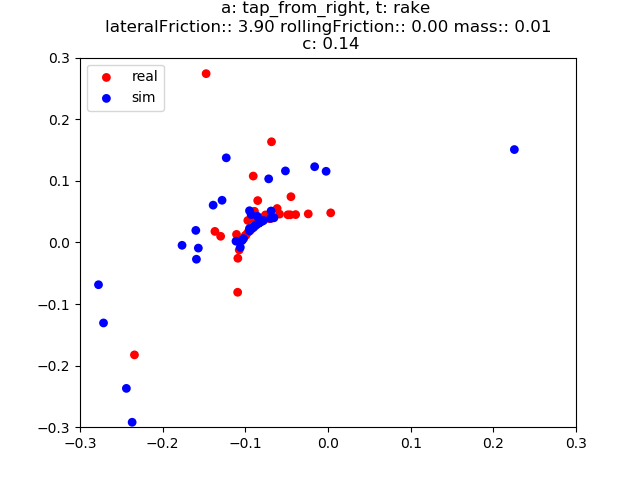 a: tap_from_right, t: rake
lateralFriction:: 3.90 rollingFriction:: 0.00 mass:: 0.01
c: 0.14
real
sim
0.3
0.2
0.1
0.0
−0.1
−0.2
−0.3
−0.3 −0.2 −0.1 0.0 0.1 0.2 0.3